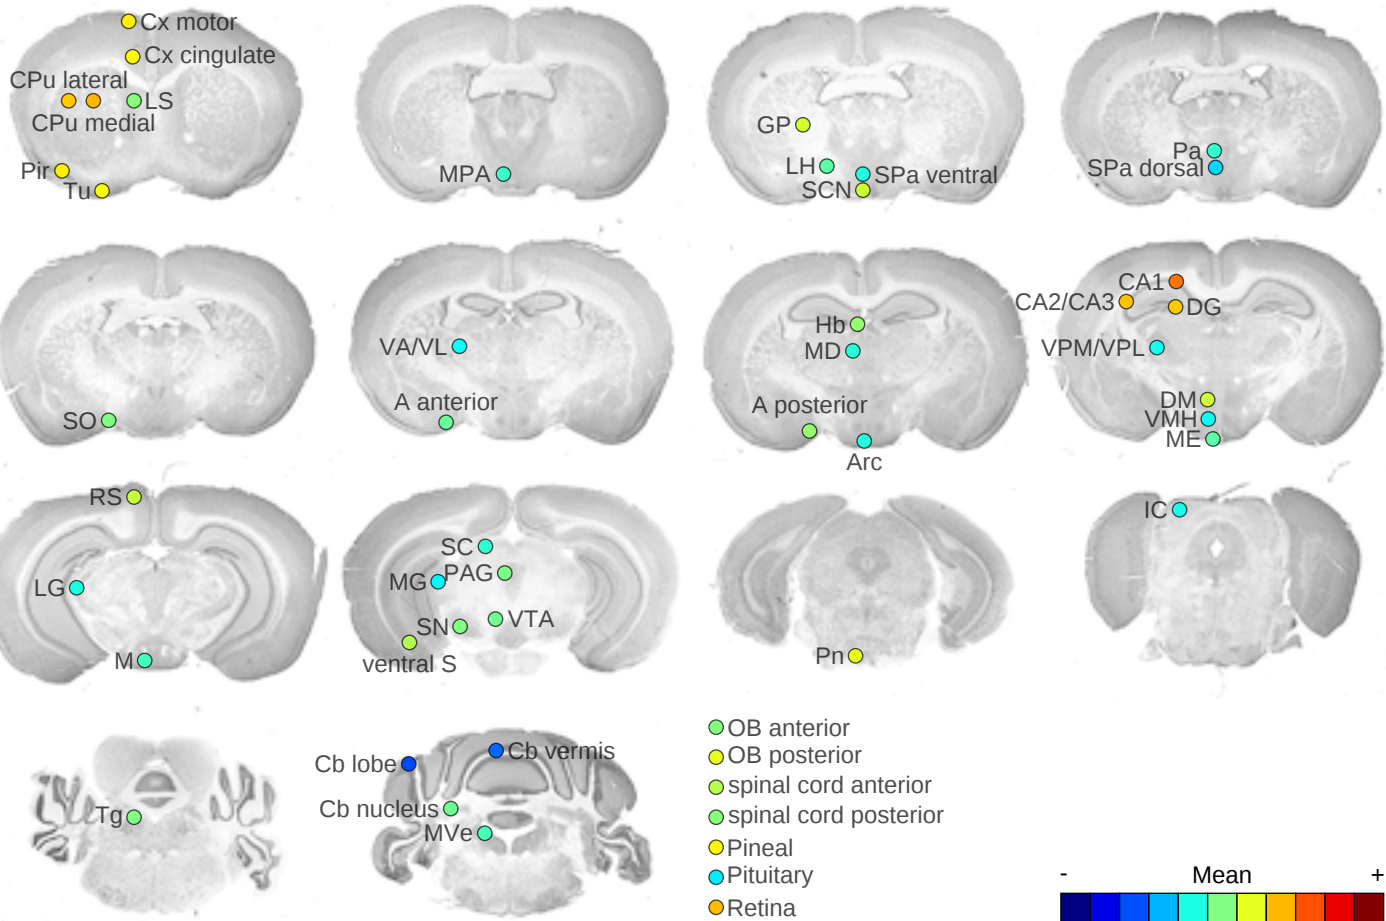 Cx motor
Cx cingulate
CPu lateral
LS
CPu medial
Pir
Tu
MPA
GP
LH
SPa ventral
SCN
Pa
SPa dorsal
SO
VA/VL
A anterior
Hb
MD
A posterior
Arc
CA1
CA2/CA3
DG
VPM/VPL
DM
VMH
ME
RS
LG
M
SC
MG
PAG
SN
VTA
ventral S
Pn
IC
Tg
Cb lobe
Cb vermis
Cb nucleus
MVe
OB anterior
OB posterior
spinal cord anterior
spinal cord posterior
Pineal
Pituitary
Retina
- Mean +